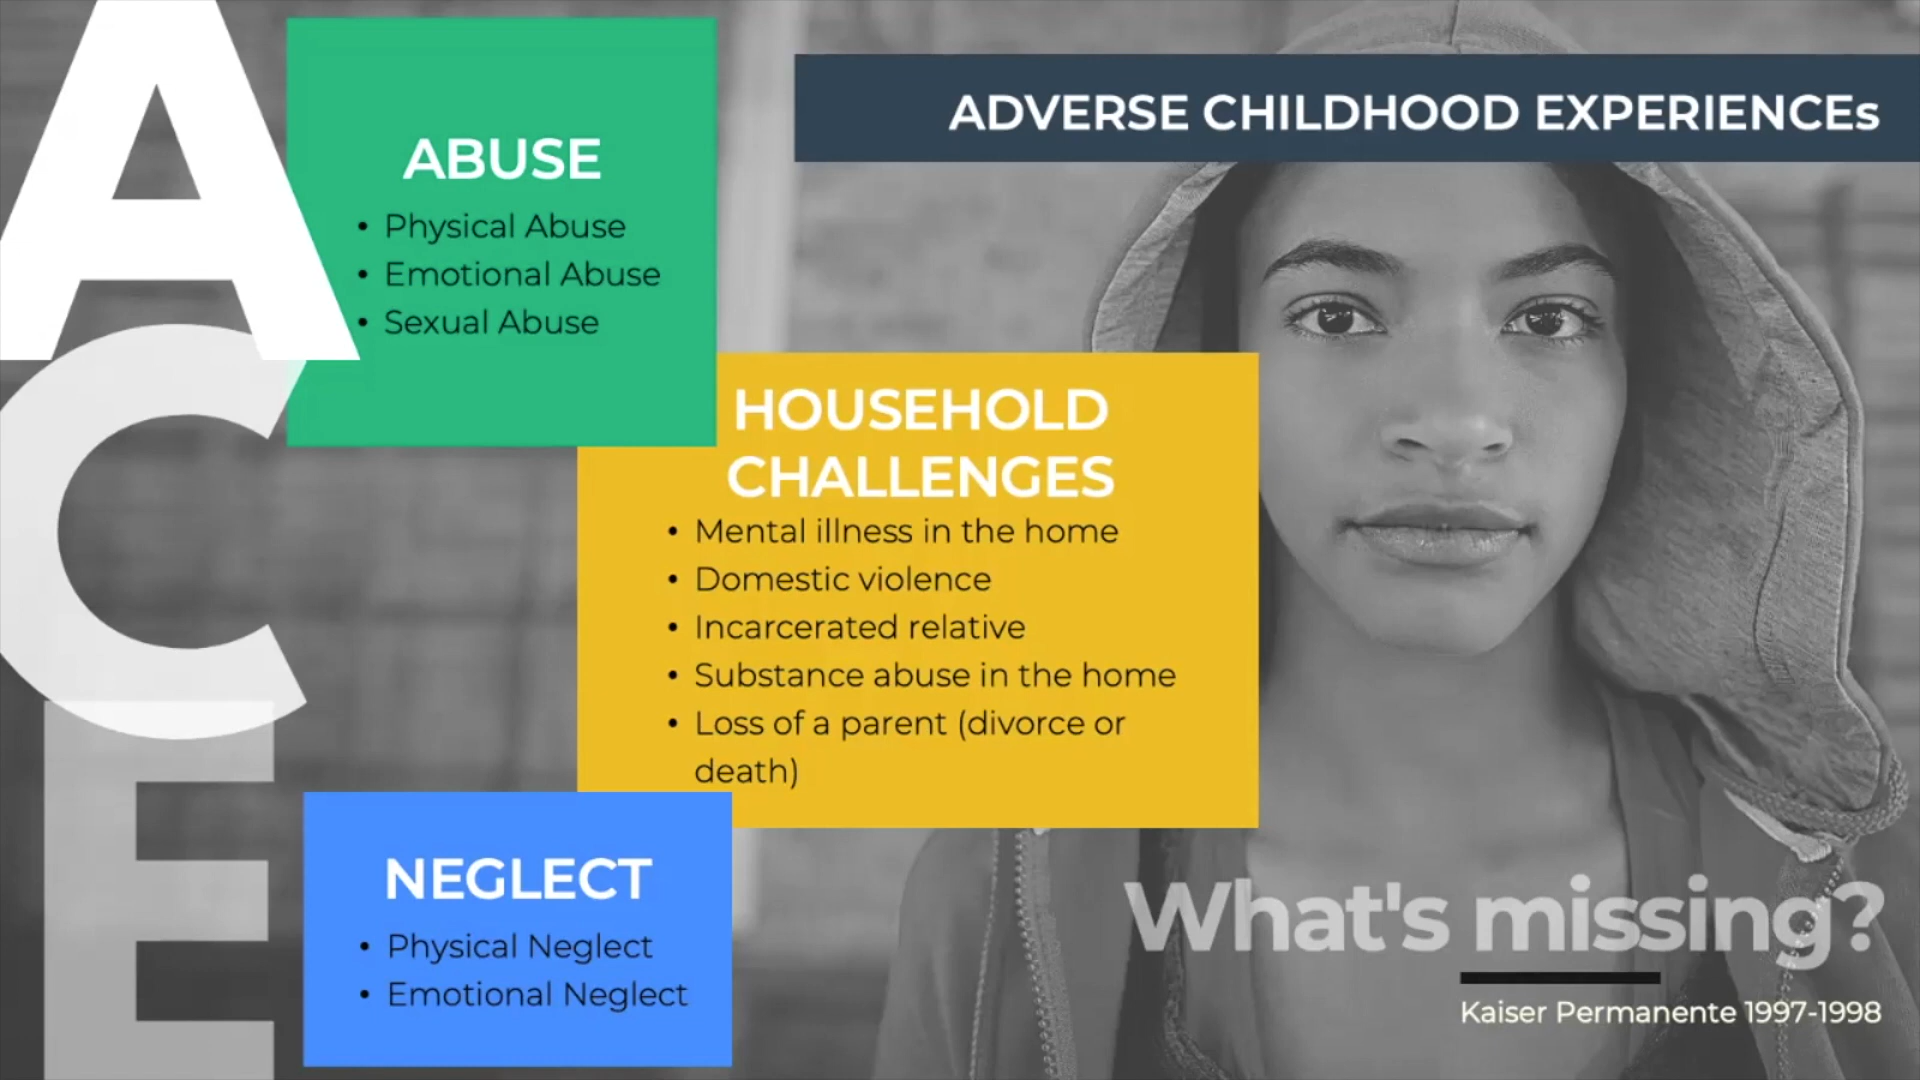 ACE
ADVERSE CHILDHOOD EXPERIENCEs
ABUSE
• Physical Abuse
• Emotional Abuse
• Sexual Abuse
HOUSEHOLD
CHALLENGES
• Mental illness in the home
• Domestic violence
• Incarcerated relative
• Substance abuse in the home
• Loss of a parent (divorce or
death)
NEGLECT
• Physical Neglect
• Emotional Neglect
What's missing?
Kaiser Permanente 1997-1998